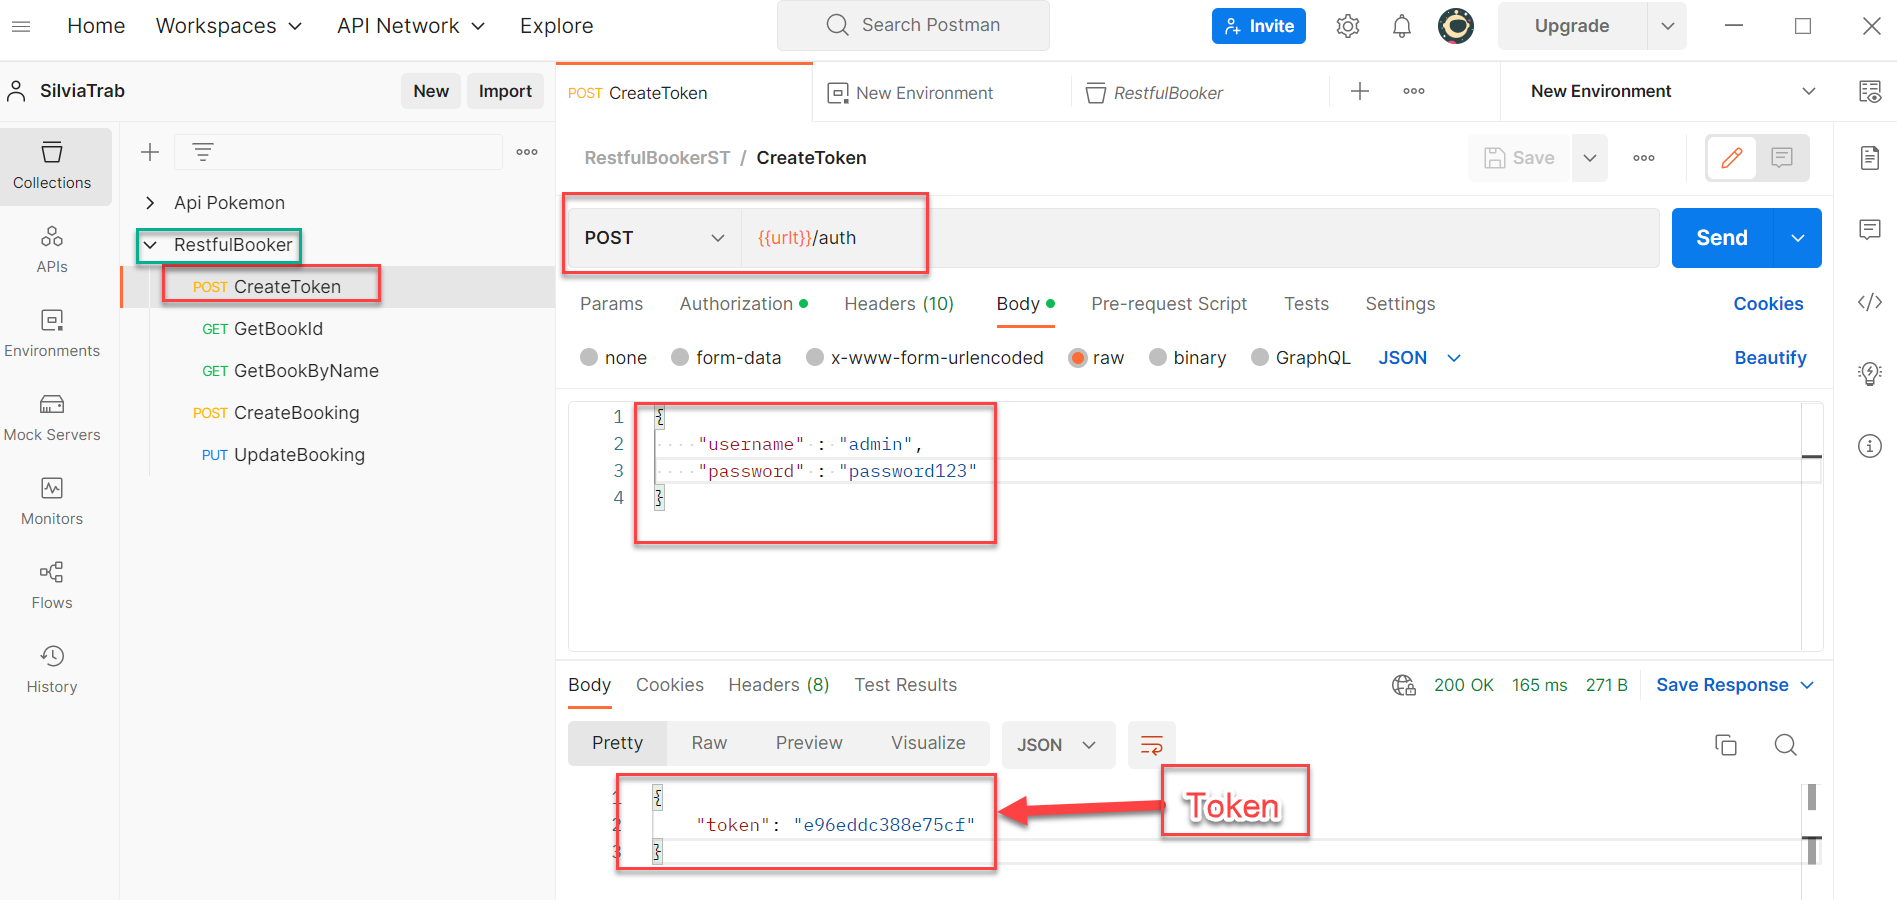 Home
Workspaces
API Network
Explore
Search Postman
Invite
Upgrade
SilviaTrab
New
Import
POST CreateToken
New Environment
RestfulBooker
New Environment
Collections
APIs
Environments
Mock Servers
Monitors
Flows
History
Api Pokemon
RestfulBooker
POST CreateToken
GET GetBookId
GET GetBookByName
POST CreateBooking
PUT UpdateBooking
RestfulBookerST / CreateToken
Save
POST
{{urlt}}/auth
Send
Params
Authorization
Headers (10)
Body
Pre-request Script
Tests
Settings
Cookies
none
form-data
x-www-form-urlencoded
raw
binary
GraphQL
JSON
Beautify
1 {
2 "username" : "admin",
3 "password" : "password123"
4 }
Body
Cookies
Headers (8)
Test Results
200 OK
165 ms
271 B
Save Response
Pretty
Raw
Preview
Visualize
JSON
1 {
2 "token": "e96eddc388e75cf"
3 }
Token